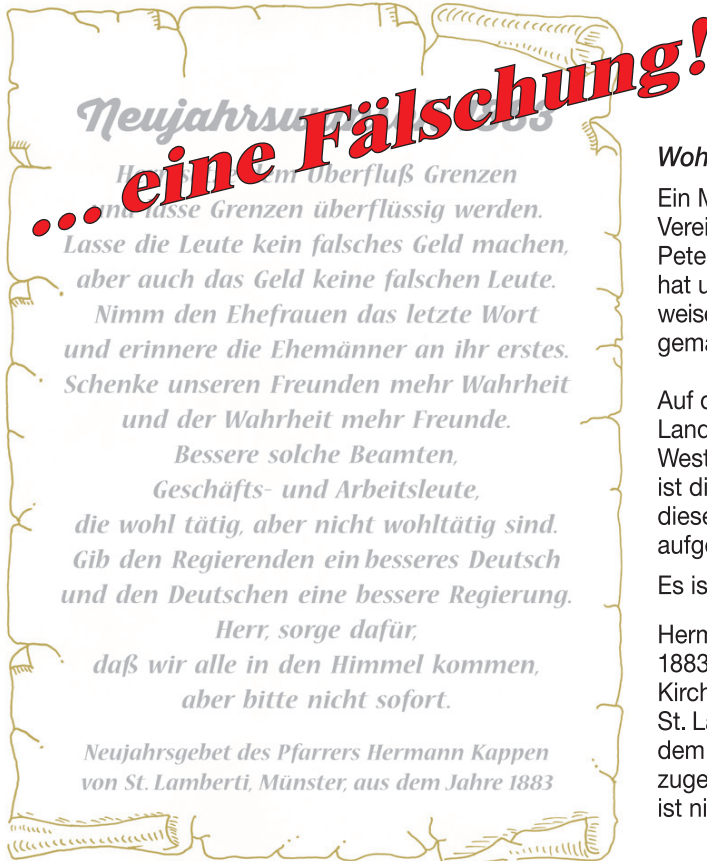 ... eine Fälschung!
Neujahrswunsch 1883
Herr, setze dem Überfluß Grenzen
und lasse Grenzen überflüssig werden.
Lasse die Leute kein falsches Geld machen,
aber auch das Geld keine falschen Leute.
Nimm den Ehefrauen das letzte Wort
und erinnere die Ehemänner an ihr erstes.
Schenke unseren Freunden mehr Wahrheit
und der Wahrheit mehr Freunde.
Bessere solche Beamten,
Geschäfts- und Arbeitsleute,
die wohl tätig, aber nicht wohltätig sind.
Gib den Regierenden ein besseres Deutsch
und den Deutschen eine bessere Regierung.
Herr, sorge dafür,
daß wir alle in den Himmel kommen,
aber bitte nicht sofort.
Neujahrsgebet des Pfarrers Hermann Kappen
von St. Lamberti, Münster, aus dem Jahre 1883
Woh
Ein M
Verei
Pete
hat u
weise
gema
Auf d
Land
West
ist di
diese
aufge
Es is
Herm
1883
Kirch
St. La
dem
zuge
ist ni